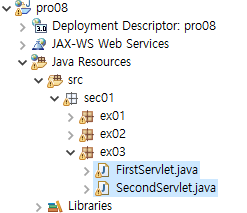 pro08
Deployment Descriptor: pro08
JAX-WS Web Services
Java Resources
src
sec01
ex01
ex02
ex03
FirstServlet.java
SecondServlet.java
Libraries